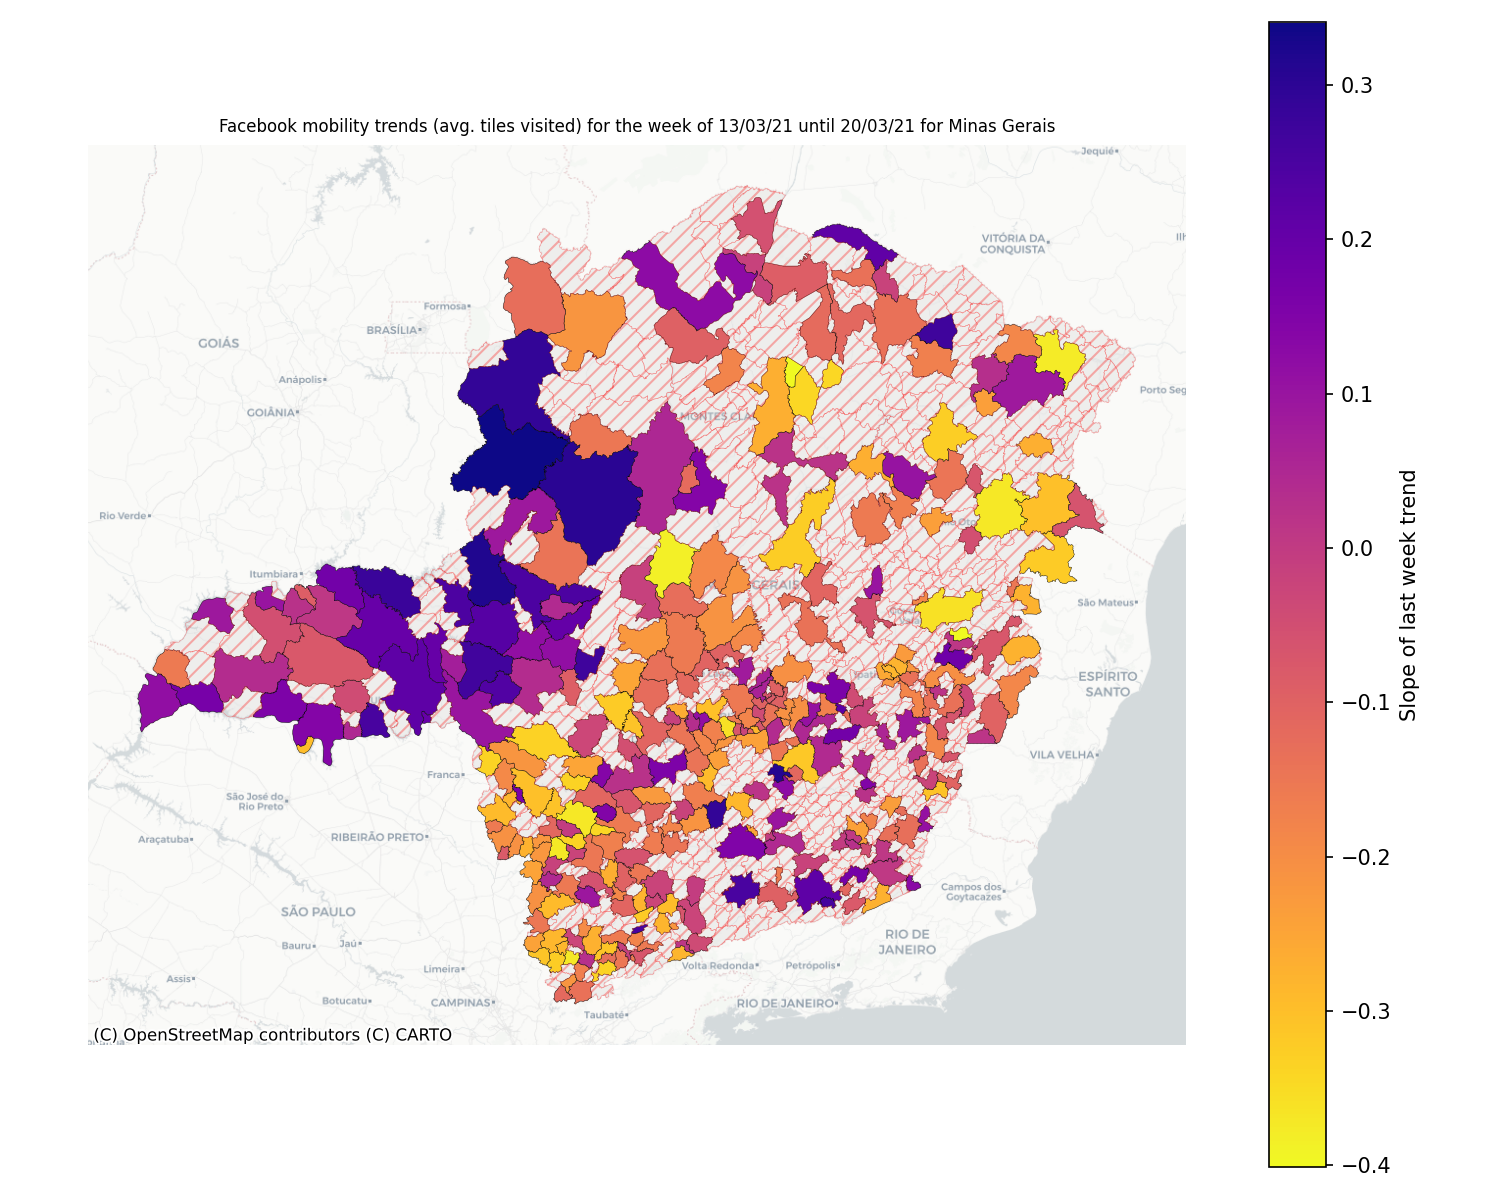 Facebook mobility trends (avg. tiles visited) for the week of 13/03/21 until 20/03/21 for Minas Gerais
Jequié
VITÓRIA DA
CONQUISTA
Formosa
BRASÍLIA
GOIÁS
Anápolis
GOIÂNIA
Porto Seg
MONTES CLA
Rio Verde
Itumbiara
GERAIS
São Mateus
ESPÍRITO
SANTO
VILA VELHA
Franca
São José do
Rio Preto
RIBEIRÃO PRETO
Araçatuba
Campos dos
Goytacazes
SÃO PAULO
RIO DE
JANEIRO
Bauru
Jaú
Limeira
Volta Redonda
Petrópolis
Assis
Botucatu
CAMPINAS
RIO DE JANEIRO
Taubaté
(C) OpenStreetMap contributors (C) CARTO
0.3
0.2
0.1
0.0
−0.1
−0.2
−0.3
−0.4
Slope of last week trend